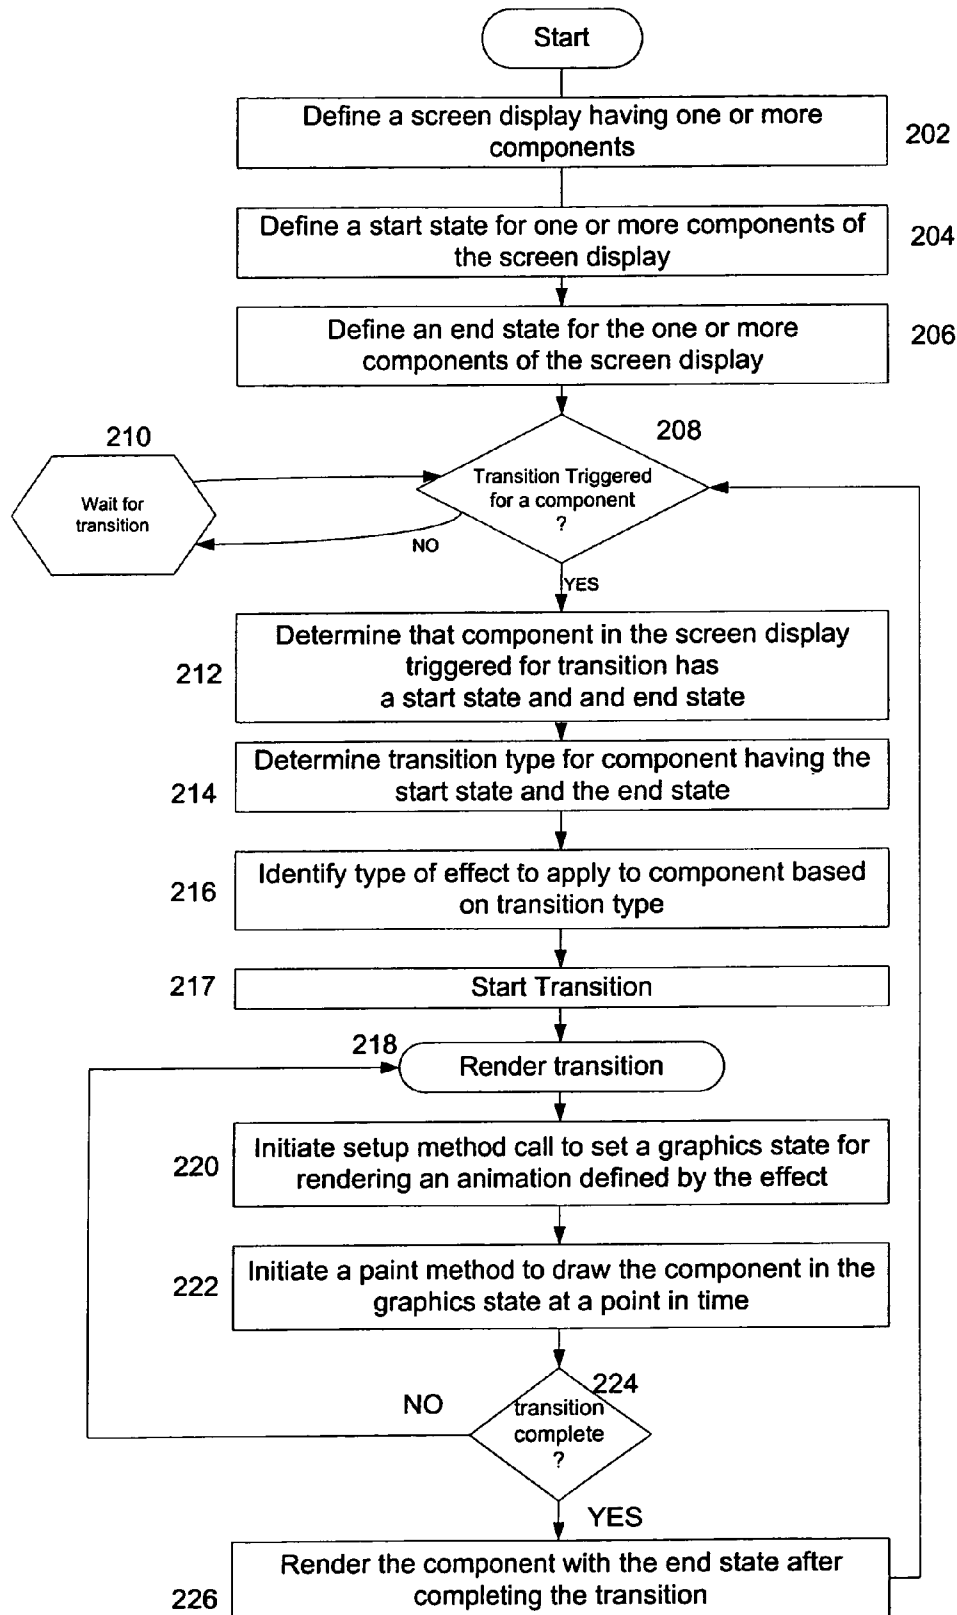 Start
Define a screen display having one or more
components
202
Define a start state for one or more components of
the screen display
204
Define an end state for the one or more
components of the screen display
206
210
208
Wait for
transition
Transition Triggered
for a component
?
NO
YES
Determine that component in the screen display
triggered for transition has
a start state and and end state
212
Determine transition type for component having the
start state and the end state
214
Identify type of effect to apply to component based
on transition type
216
217
Start Transition
218
Render transition
Initiate setup method call to set a graphics state for
rendering an animation defined by the effect
220
Initiate a paint method to draw the component in the
graphics state at a point in time
222
224
NO
transition
complete
?
YES
Render the component with the end state after
completing the transition
226